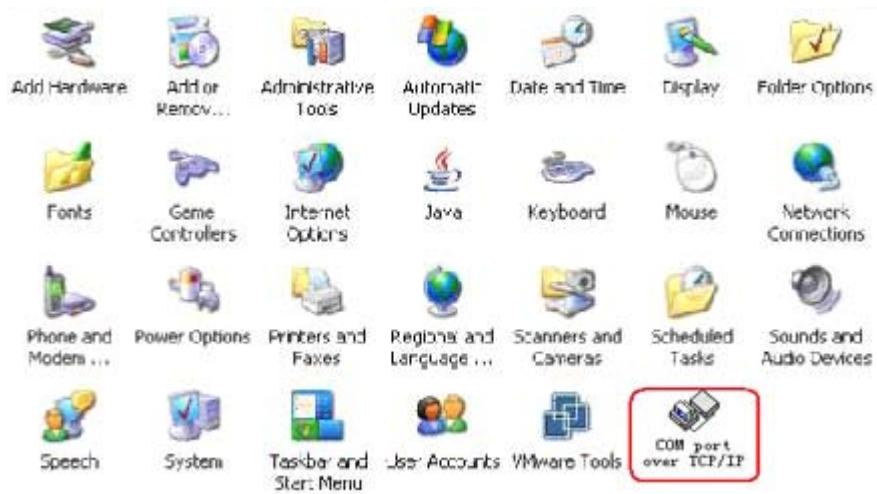 Add Hardware
Add or
Remov...
Administrative
Tools
Automatic
Updates
Date and Time
Display
Folder Options
Fonts
Game
Controllers
Internet
Options
Java
Keyboard
Mouse
Network
Connections
Phone and
Modem ...
Power Options
Printers and
Faxes
Regional and
Language ...
Scanners and
Cameras
Scheduled
Tasks
Sounds and
Audio Devices
Speech
System
Taskbar and
Start Menu
User Accounts
VMware Tools
COM port
over TCP/IP